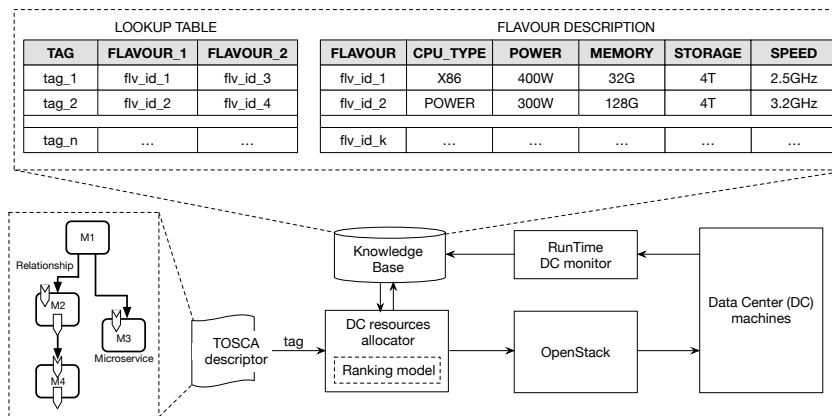 LOOKUP TABLE
TAG FLAVOUR_1 FLAVOUR_2
tag_1 flv_id_1 flv_id_3
tag_2 flv_id_2 flv_id_4
tag_n ... ...
FLAVOUR DESCRIPTION
FLAVOUR CPU_TYPE POWER MEMORY STORAGE SPEED
flv_id_1 X86 400W 32G 4T 2.5GHz
flv_id_2 POWER 300W 128G 4T 3.2GHz
flv_id_k ... ... ... ... ...
M1
Relationship
M2
M3
Microservice
M4
TOSCA
descriptor
tag
Knowledge
Base
DC resources
allocator
Ranking model
RunTime
DC monitor
OpenStack
Data Center (DC)
machines